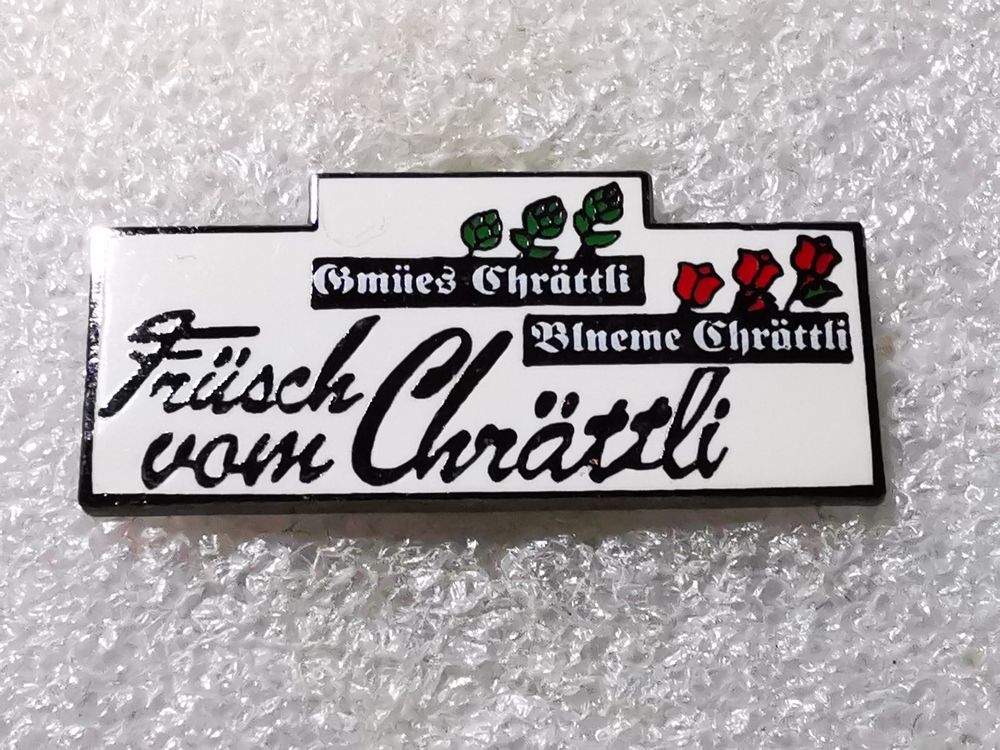 Gmües Chrättli
Blueme Chrättli
Früsch
vom Chrättli